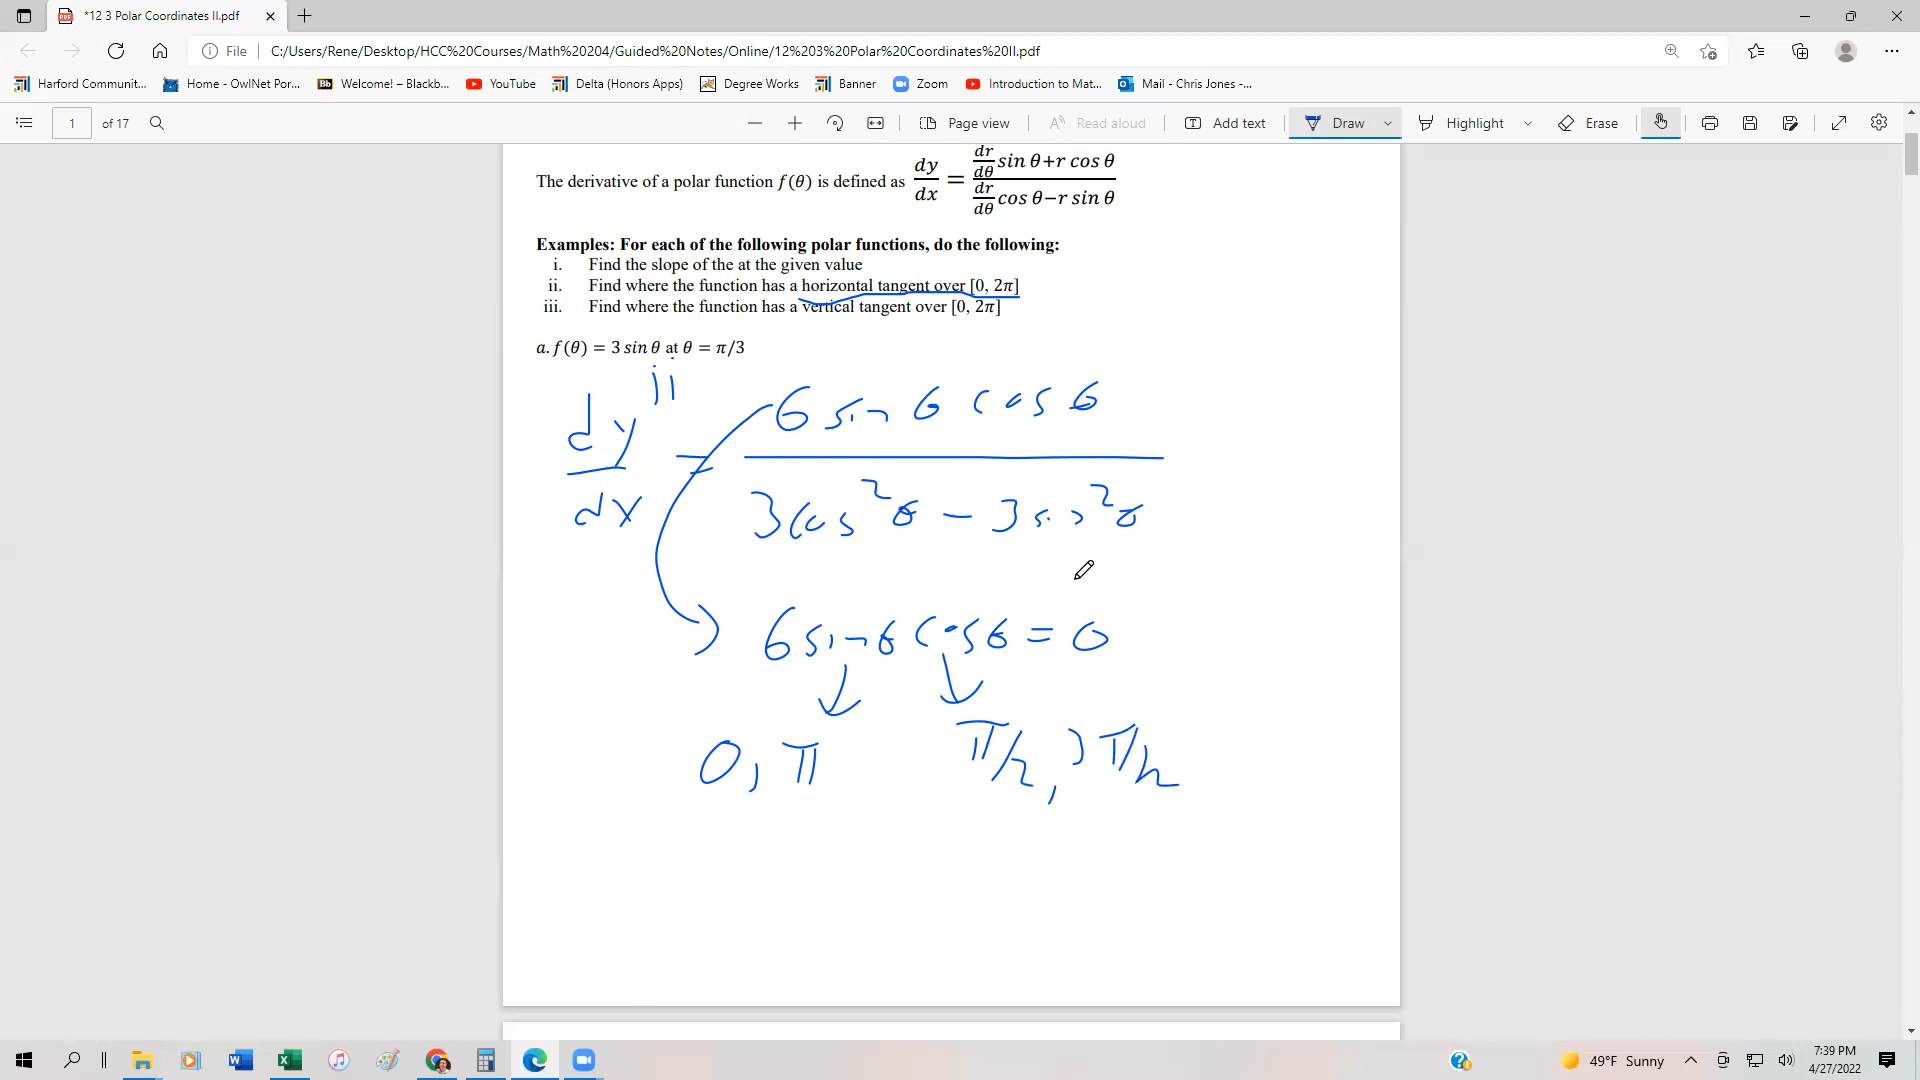 *12 3 Polar Coordinates II.pdf
File C:/Users/Rene/Desktop/HCC%20Courses/Math%20204/Guided%20Notes/Online/12%203%20Polar%20Coordinates%20II.pdf
Harford Communit... Home - OwlNet Por... Bb Welcome! – Blackb... YouTube Delta (Honors Apps) Degree Works Banner Zoom Introduction to Mat... Mail - Chris Jones -...
1 of 17 Page view Read aloud Add text Draw Highlight Erase
The derivative of a polar function f(θ) is defined as dy/dx = (dr/dθ sin θ+r cos θ)/(dr/dθ cos θ−r sin θ)
Examples: For each of the following polar functions, do the following:
i. Find the slope of the at the given value
ii. Find where the function has a horizontal tangent over [0, 2π]
iii. Find where the function has a vertical tangent over [0, 2π]
a. f(θ) = 3 sin θ at θ = π/3
ii
dy/dx = (6 sin θ cos θ)/(3cos²θ − 3sin²θ)
6 sin θ cos θ = 0
0, π π/2, 3π/2
49°F Sunny 7:39 PM
4/27/2022